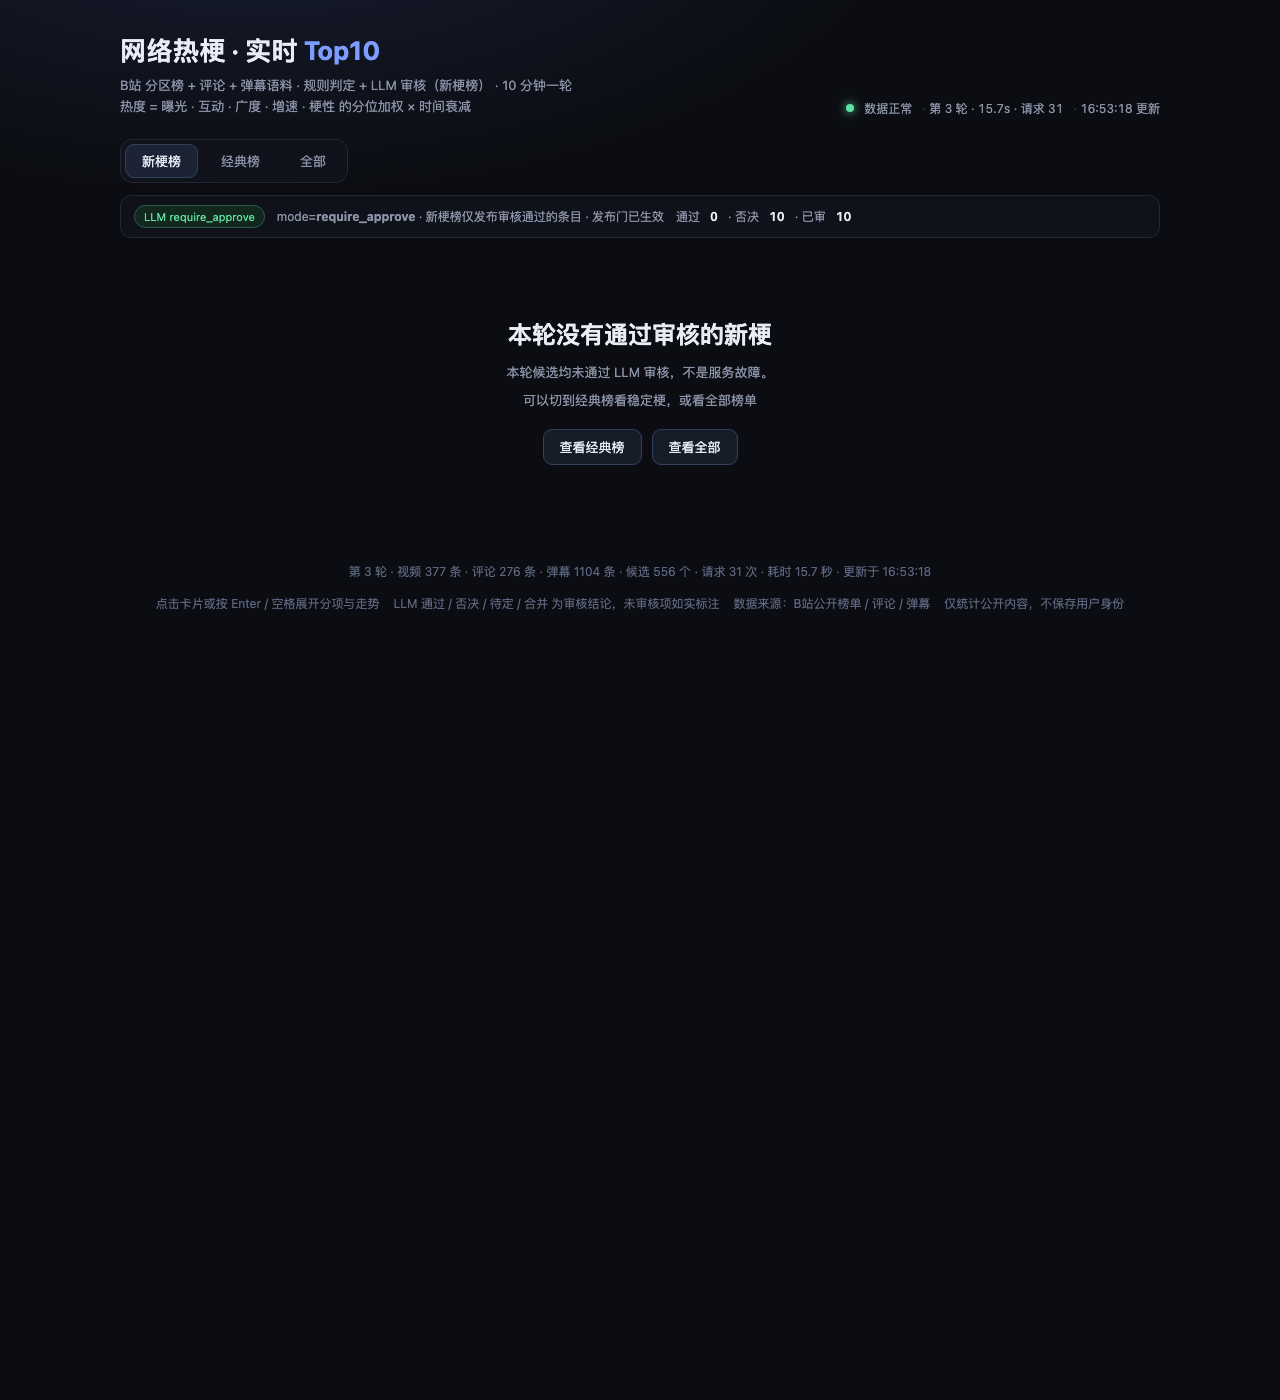 网络热梗 · 实时 Top10
B站 分区榜 + 评论 + 弹幕语料 · 规则判定 + LLM 审核（新梗榜） · 10 分钟一轮
热度 = 曝光 · 互动 · 广度 · 增速 · 梗性 的分位加权 × 时间衰减
数据正常 · 第 3 轮 · 15.7s · 请求 31 · 16:53:18 更新
新梗榜 经典榜 全部
LLM require_approve mode=require_approve · 新梗榜仅发布审核通过的条目 · 发布门已生效 通过 0 · 否决 10 · 已审 10
本轮没有通过审核的新梗
本轮候选均未通过 LLM 审核，不是服务故障。
可以切到经典榜看稳定梗，或看全部榜单
查看经典榜 查看全部
第 3 轮 · 视频 377 条 · 评论 276 条 · 弹幕 1104 条 · 候选 556 个 · 请求 31 次 · 耗时 15.7 秒 · 更新于 16:53:18
点击卡片或按 Enter / 空格展开分项与走势 LLM 通过 / 否决 / 待定 / 合并 为审核结论，未审核项如实标注 数据来源：B站公开榜单 / 评论 / 弹幕 仅统计公开内容，不保存用户身份